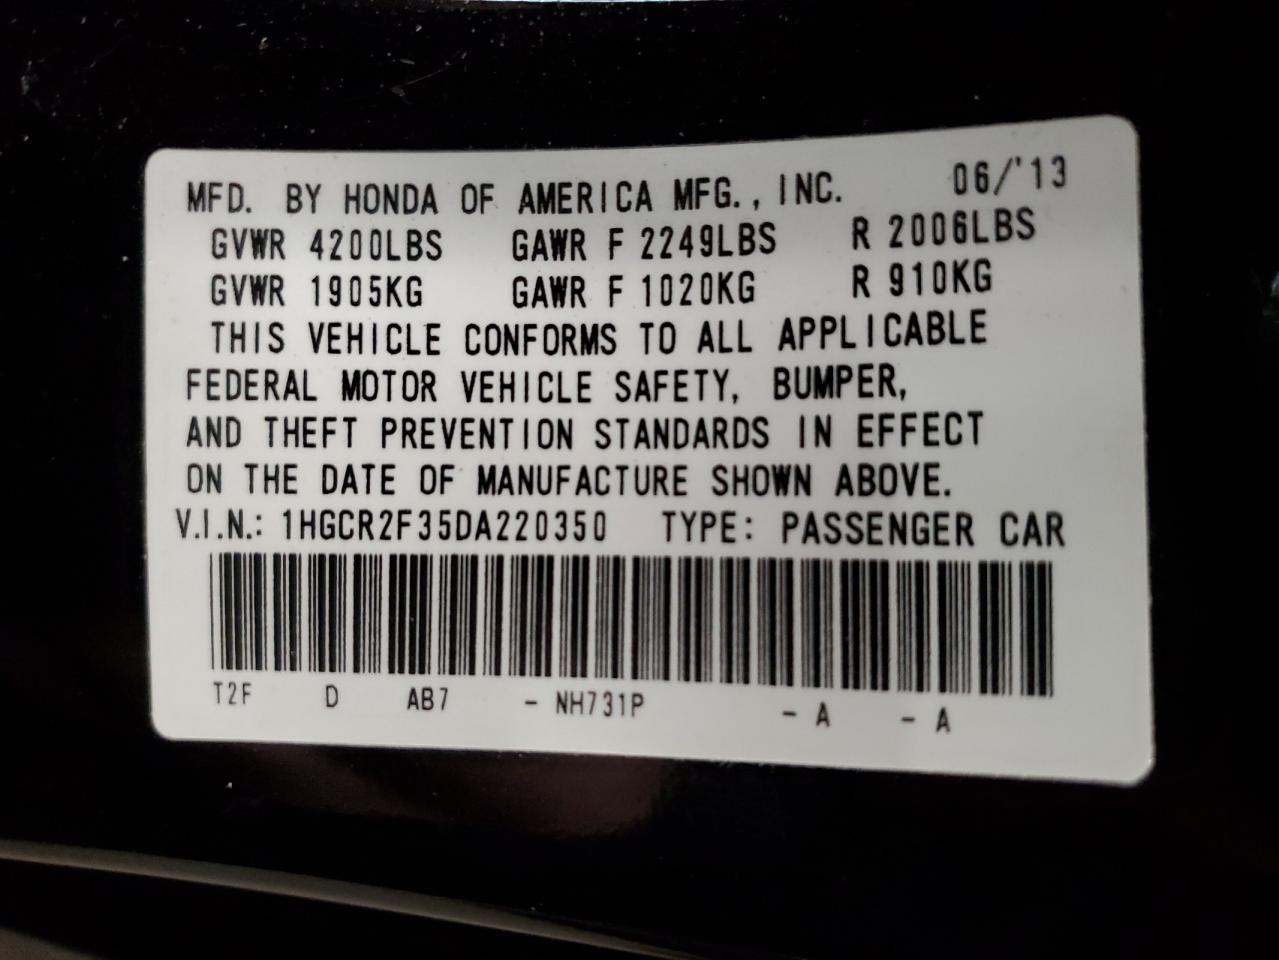 MFD. BY HONDA OF AMERICA MFG., INC. 06/'13
GVWR 4200LBS GAWR F 2249LBS R 2006LBS
GVWR 1905KG GAWR F 1020KG R 910KG
THIS VEHICLE CONFORMS TO ALL APPLICABLE
FEDERAL MOTOR VEHICLE SAFETY, BUMPER,
AND THEFT PREVENTION STANDARDS IN EFFECT
ON THE DATE OF MANUFACTURE SHOWN ABOVE.
V.I.N.: 1HGCR2F35DA220350 TYPE: PASSENGER CAR
T2F D AB7 - NH731P - A - A